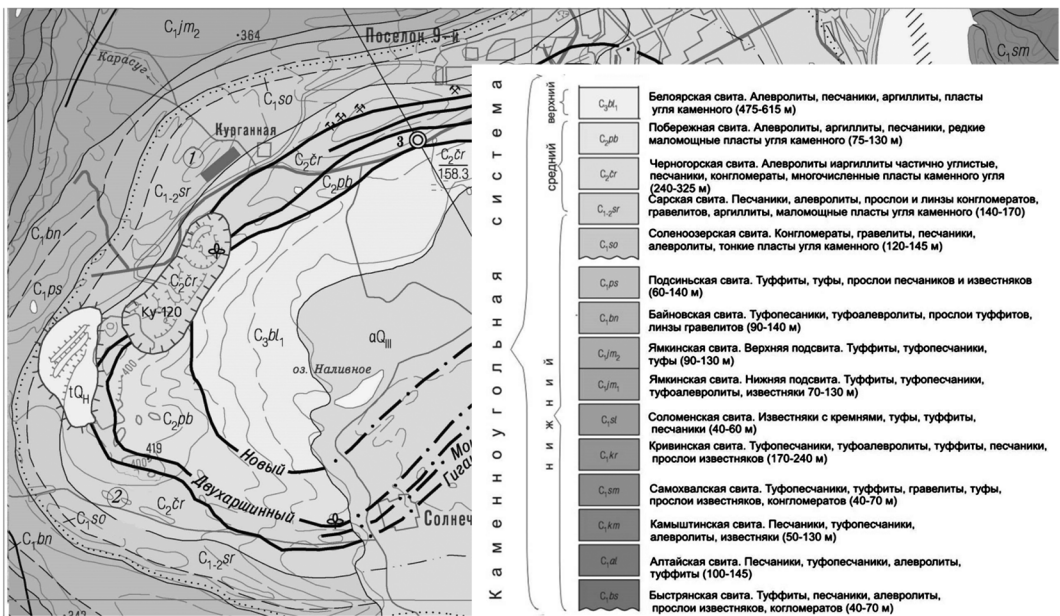 C₁jm₂
364
Карасуг
Поселок 9-й
C₁sm
C₁so
Курганная
1
3
C₂čr
C₂čr
158.3
C₂pb
C₁₋₂sr
C₁bn
C₁ps
C₂čr
Ку-120
C₃bl₁
aQ_III
оз. Наливное
400
tQ_H
C₂pb
419
400
Новый
Двухаршинный
Солнеч
2
C₂čr
C₁so
C₁bn
C₁₋₂sr
342
Каменноугольная система
верхний
средний
нижний
C₃bl₁ Белоярская свита. Алевролиты, песчаники, аргиллиты, пласты
угля каменного (475-615 м)
C₂pb Побережная свита. Алевролиты, аргиллиты, песчаники, редкие
маломощные пласты угля каменного (75-130 м)
C₂čr Черногорская свита. Алевролиты иаргиллиты частично углистые,
песчаники, конгломераты, многочисленные пласты каменного угля
(240-325 м)
C₁₋₂sr Сарская свита. Песчаники, алевролиты, прослои и линзы конгломератов,
гравелитов, аргиллиты, маломощные пласты угля каменного (140-170)
C₁so Соленоозерская свита. Конгломераты, гравелиты, песчаники,
алевролиты, тонкие пласты угля каменного (120-145 м)
C₁ps Подсиньская свита. Туффиты, туфы, прослои песчаников и известняков
(60-140 м)
C₁bn Байновская свита. Туфопесаники, туфоалевролиты, прослои туффитов,
линзы гравелитов (90-140 м)
C₁jm₂ Ямкинская свита. Верхняя подсвита. Туффиты, туфопесчаники,
туфы (90-130 м)
C₁jm₁ Ямкинская свита. Нижняя подсвита. Туффиты, туфопесчаники,
туфоалевролиты, известняки 70-130 м)
C₁sl Соломенская свита. Известняки с кремнями, туфы, туффиты,
песчаники (40-60 м)
C₁kr Кривинская свита. Туфопесчаники, туфоалевролиты, туффиты, песчаники,
прослои известняков (170-240 м)
C₁sm Самохвалская свита. Туфопесчаники, туффиты, гравелиты, туфы,
прослои известняков, конгломератов (40-70 м)
C₁km Камыштинская свита. Песчаники, туфопесчаники,
алевролиты, известняки (50-130 м)
C₁al Алтайская свита. Песчаники, туфопесчаники, алевролиты,
туффиты (100-145)
C₁bs Быстрянская свита. Туффиты, песчаники, алевролиты,
прослои известняков, когломератов (40-70 м)